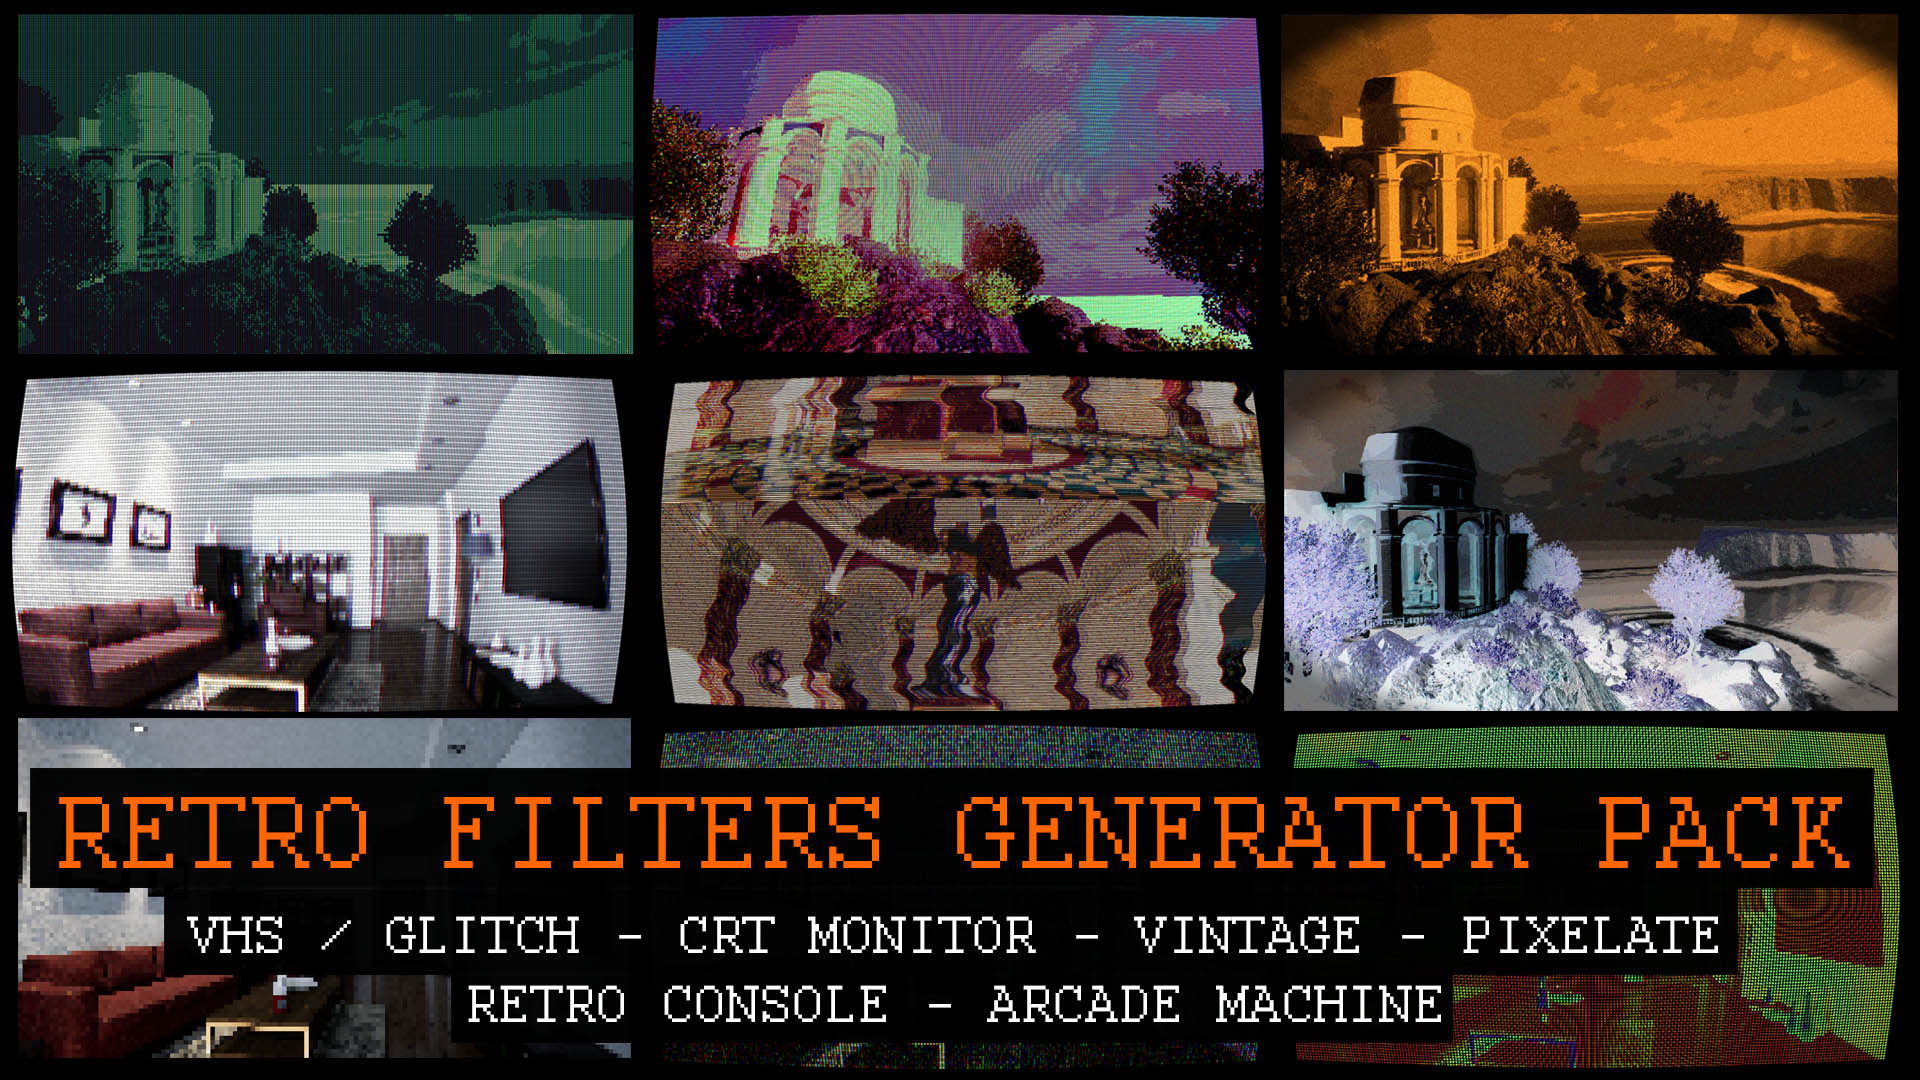 RETRO FILTERS GENERATOR PACK
VHS / GLITCH - CRT MONITOR - VINTAGE - PIXELATE
RETRO CONSOLE - ARCADE MACHINE